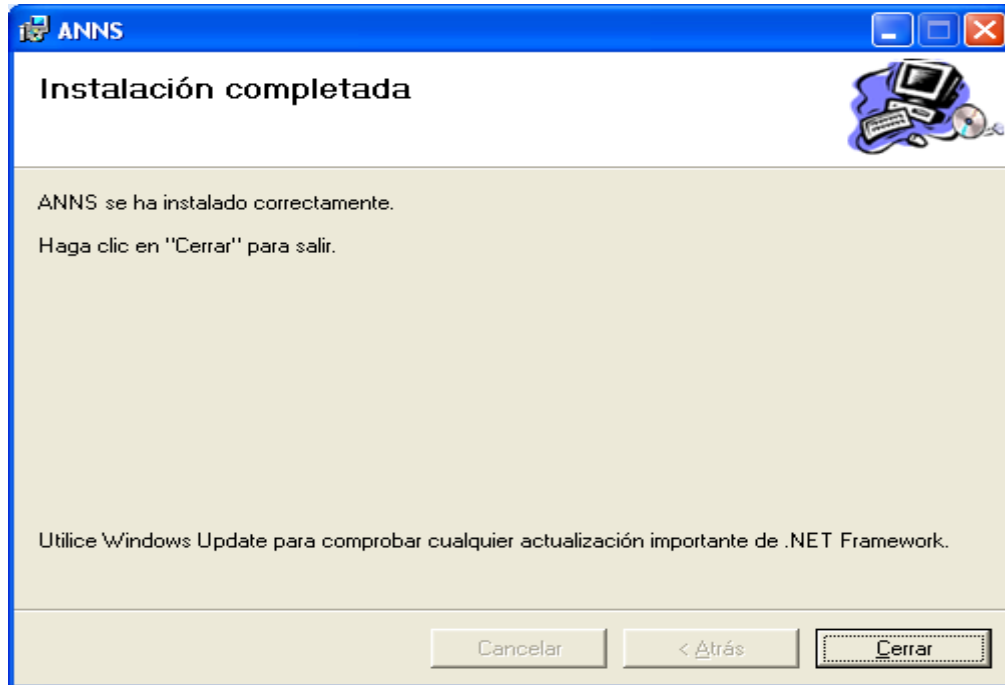 ANNS
Instalación completada
ANNS se ha instalado correctamente.
Haga clic en "Cerrar" para salir.
Utilice Windows Update para comprobar cualquier actualización importante de .NET Framework.
Cancelar
< Atrás
Cerrar